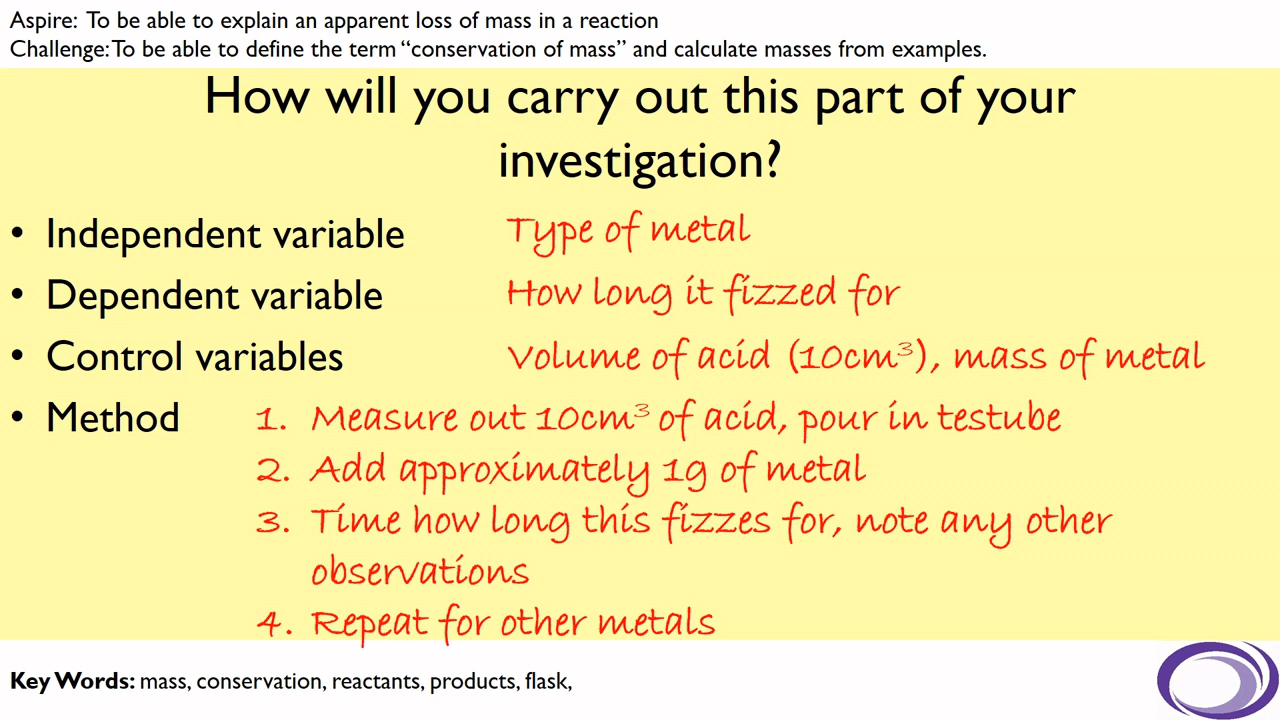 Aspire: To be able to explain an apparent loss of mass in a reaction
Challenge: To be able to define the term “conservation of mass” and calculate masses from examples.
How will you carry out this part of your
investigation?
• Independent variable Type of metal
• Dependent variable How long it fizzed for
• Control variables Volume of acid (10cm³), mass of metal
• Method 1. Measure out 10cm³ of acid, pour in testube
2. Add approximately 1g of metal
3. Time how long this fizzes for, note any other
observations
4. Repeat for other metals
Key Words: mass, conservation, reactants, products, flask,